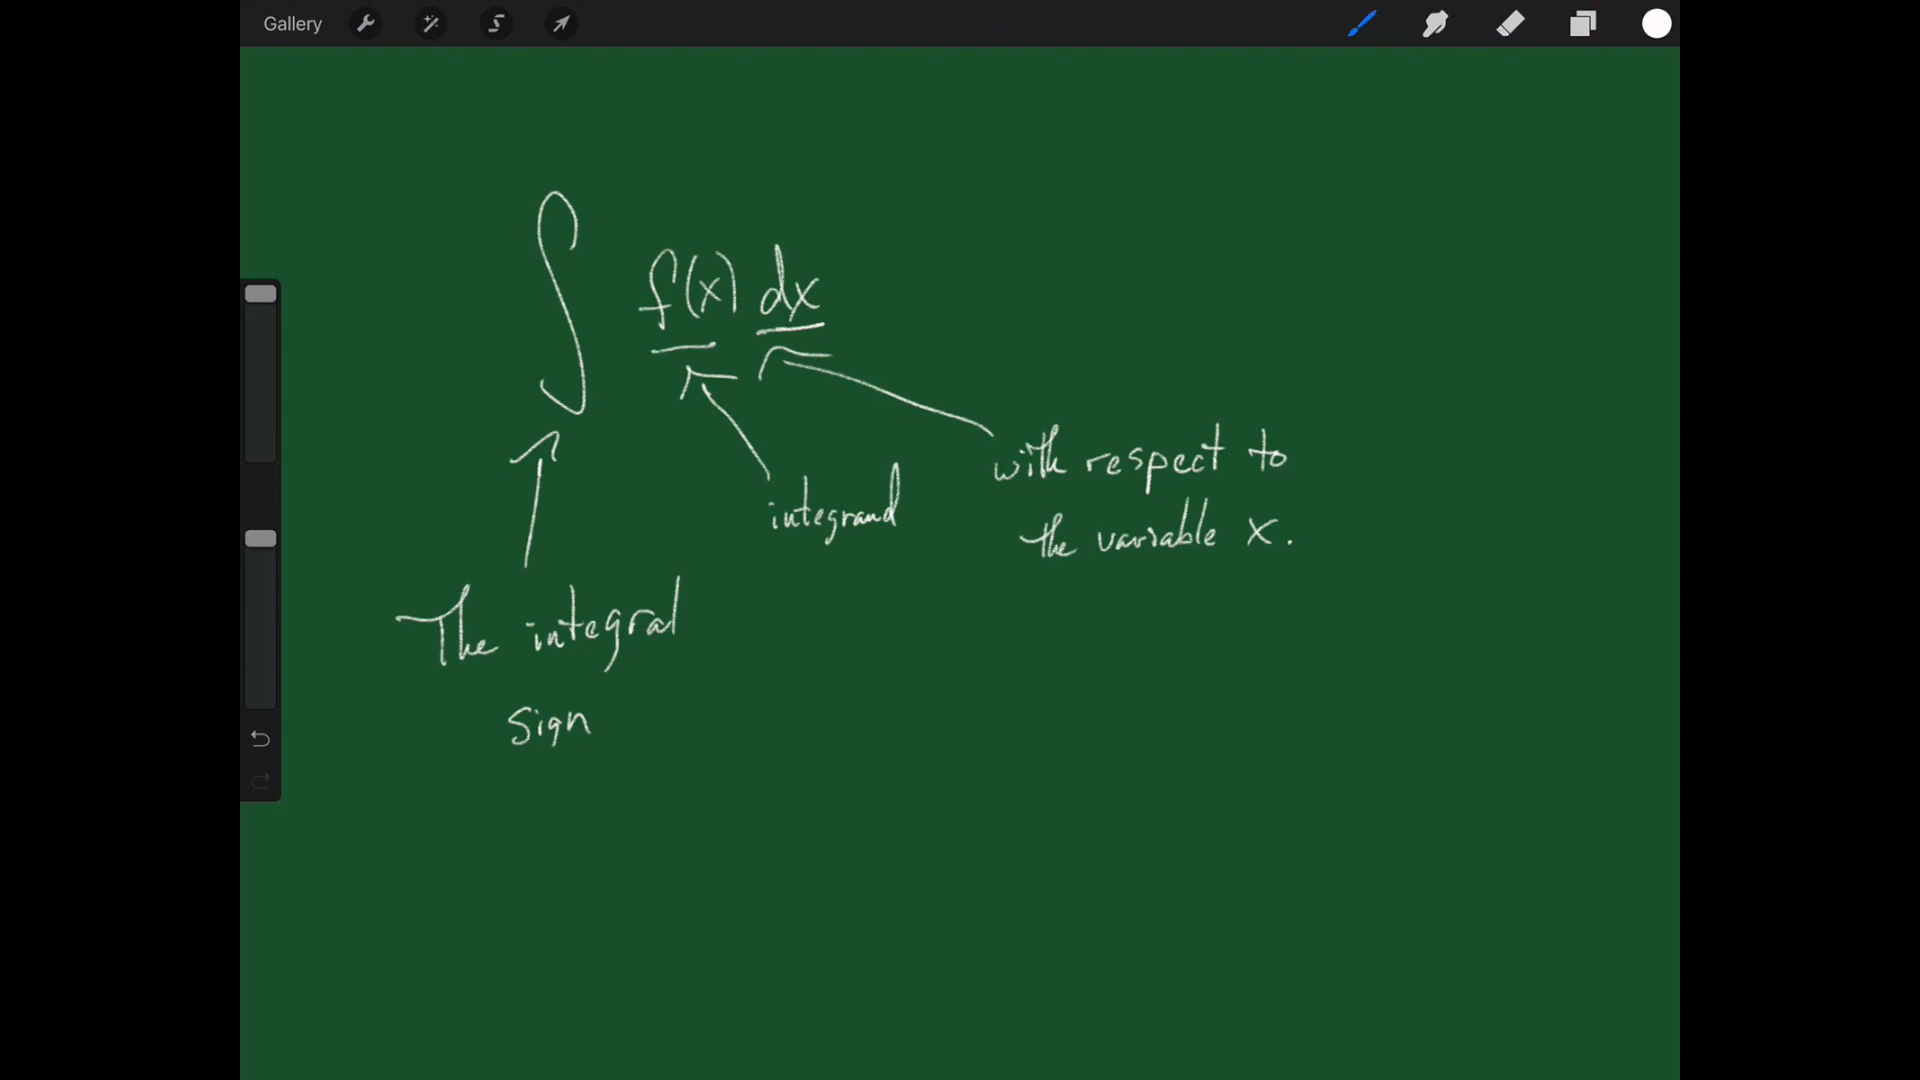 Gallery
∫ f(x) dx
with respect to
the variable x.
integrand
The integral
sign